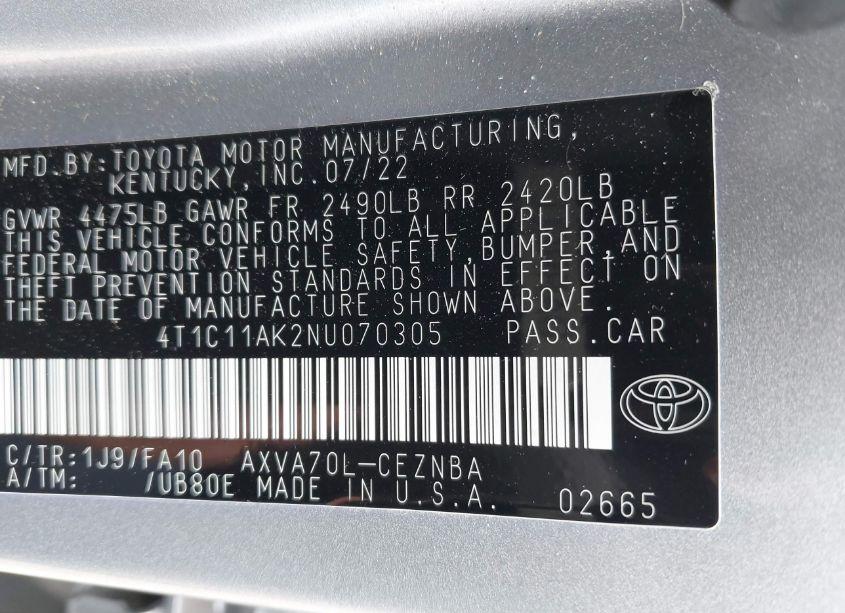 MFD.BY:TOYOTA MOTOR MANUFACTURING,
KENTUCKY,INC.07/22
GVWR 4475LB GAWR FR 2490LB RR 2420LB
THIS VEHICLE CONFORMS TO ALL APPLICABLE
FEDERAL MOTOR VEHICLE SAFETY,BUMPER,AND
THEFT PREVENTION STANDARDS IN EFFECT ON
THE DATE OF MANUFACTURE SHOWN ABOVE.
4T1C11AK2NU070305 PASS.CAR
C/TR:1J9/FA10 AXVA70L-CEZNBA
A/TM: /UB80E MADE IN U.S.A. 02665